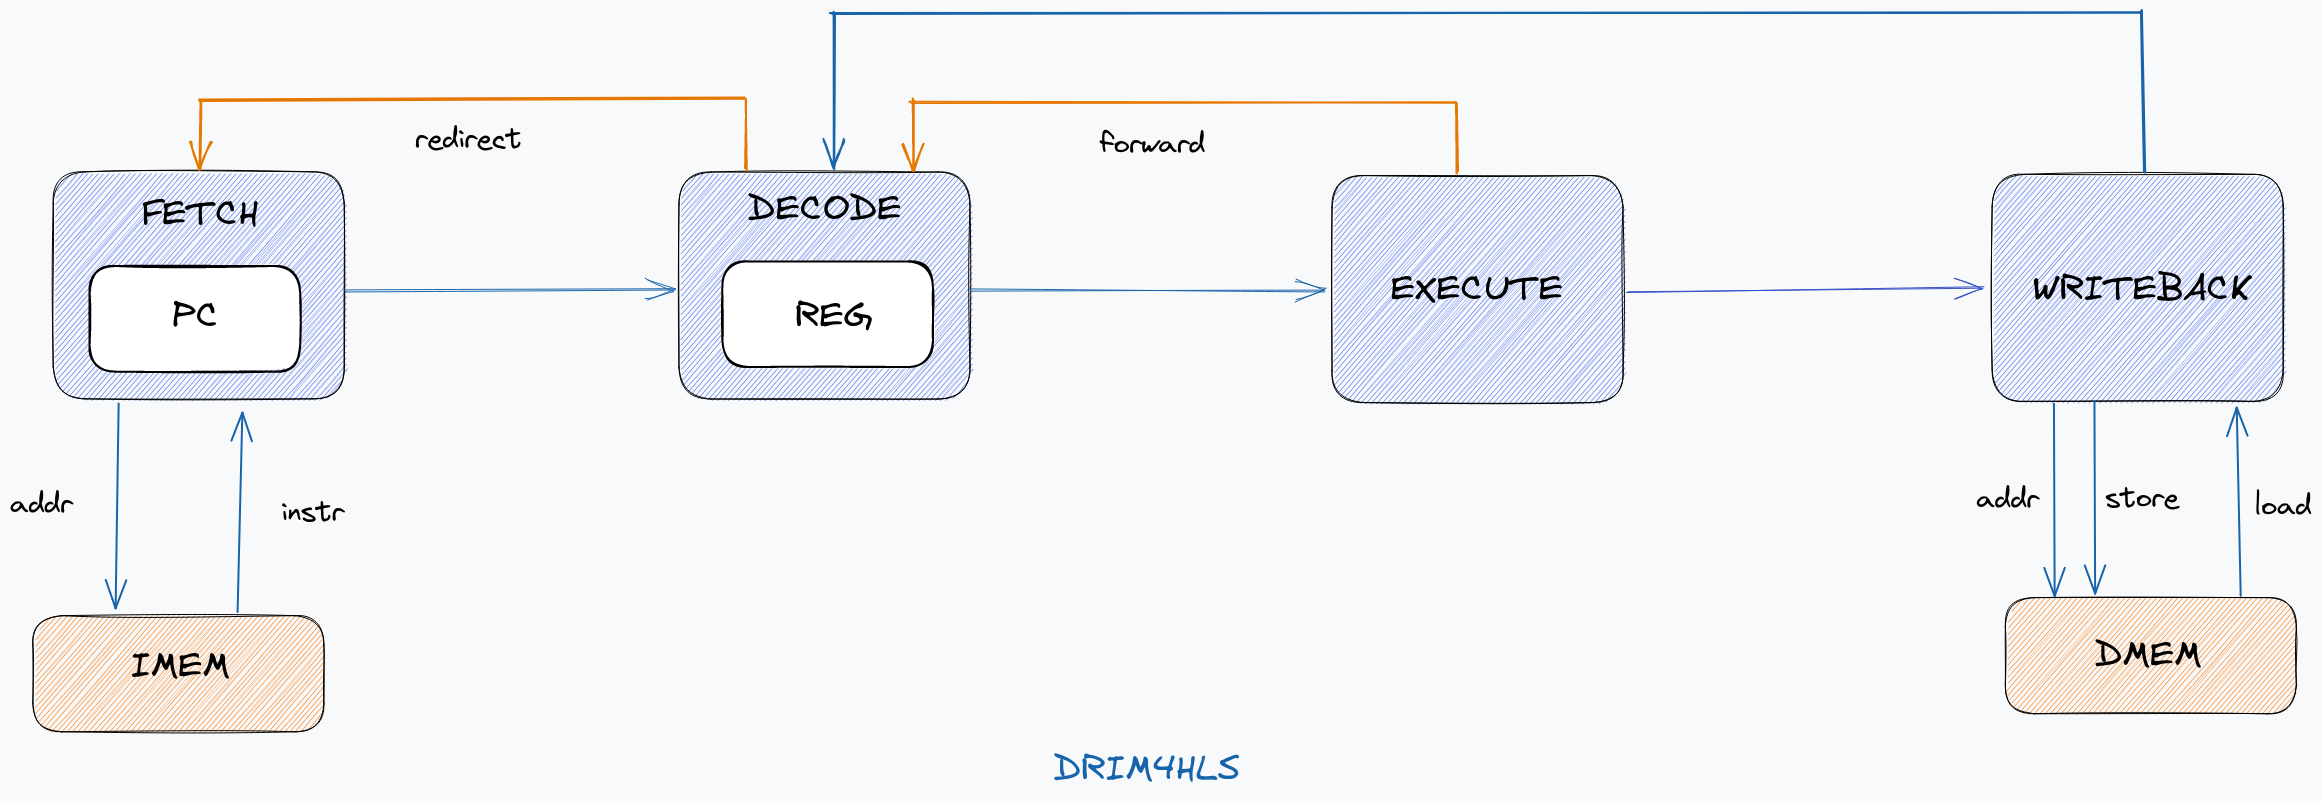 redirect
forward
FETCH
DECODE
PC
REG
EXECUTE
WRITEBACK
addr
instr
addr
store
load
IMEM
DMEM
DRIM4HLS